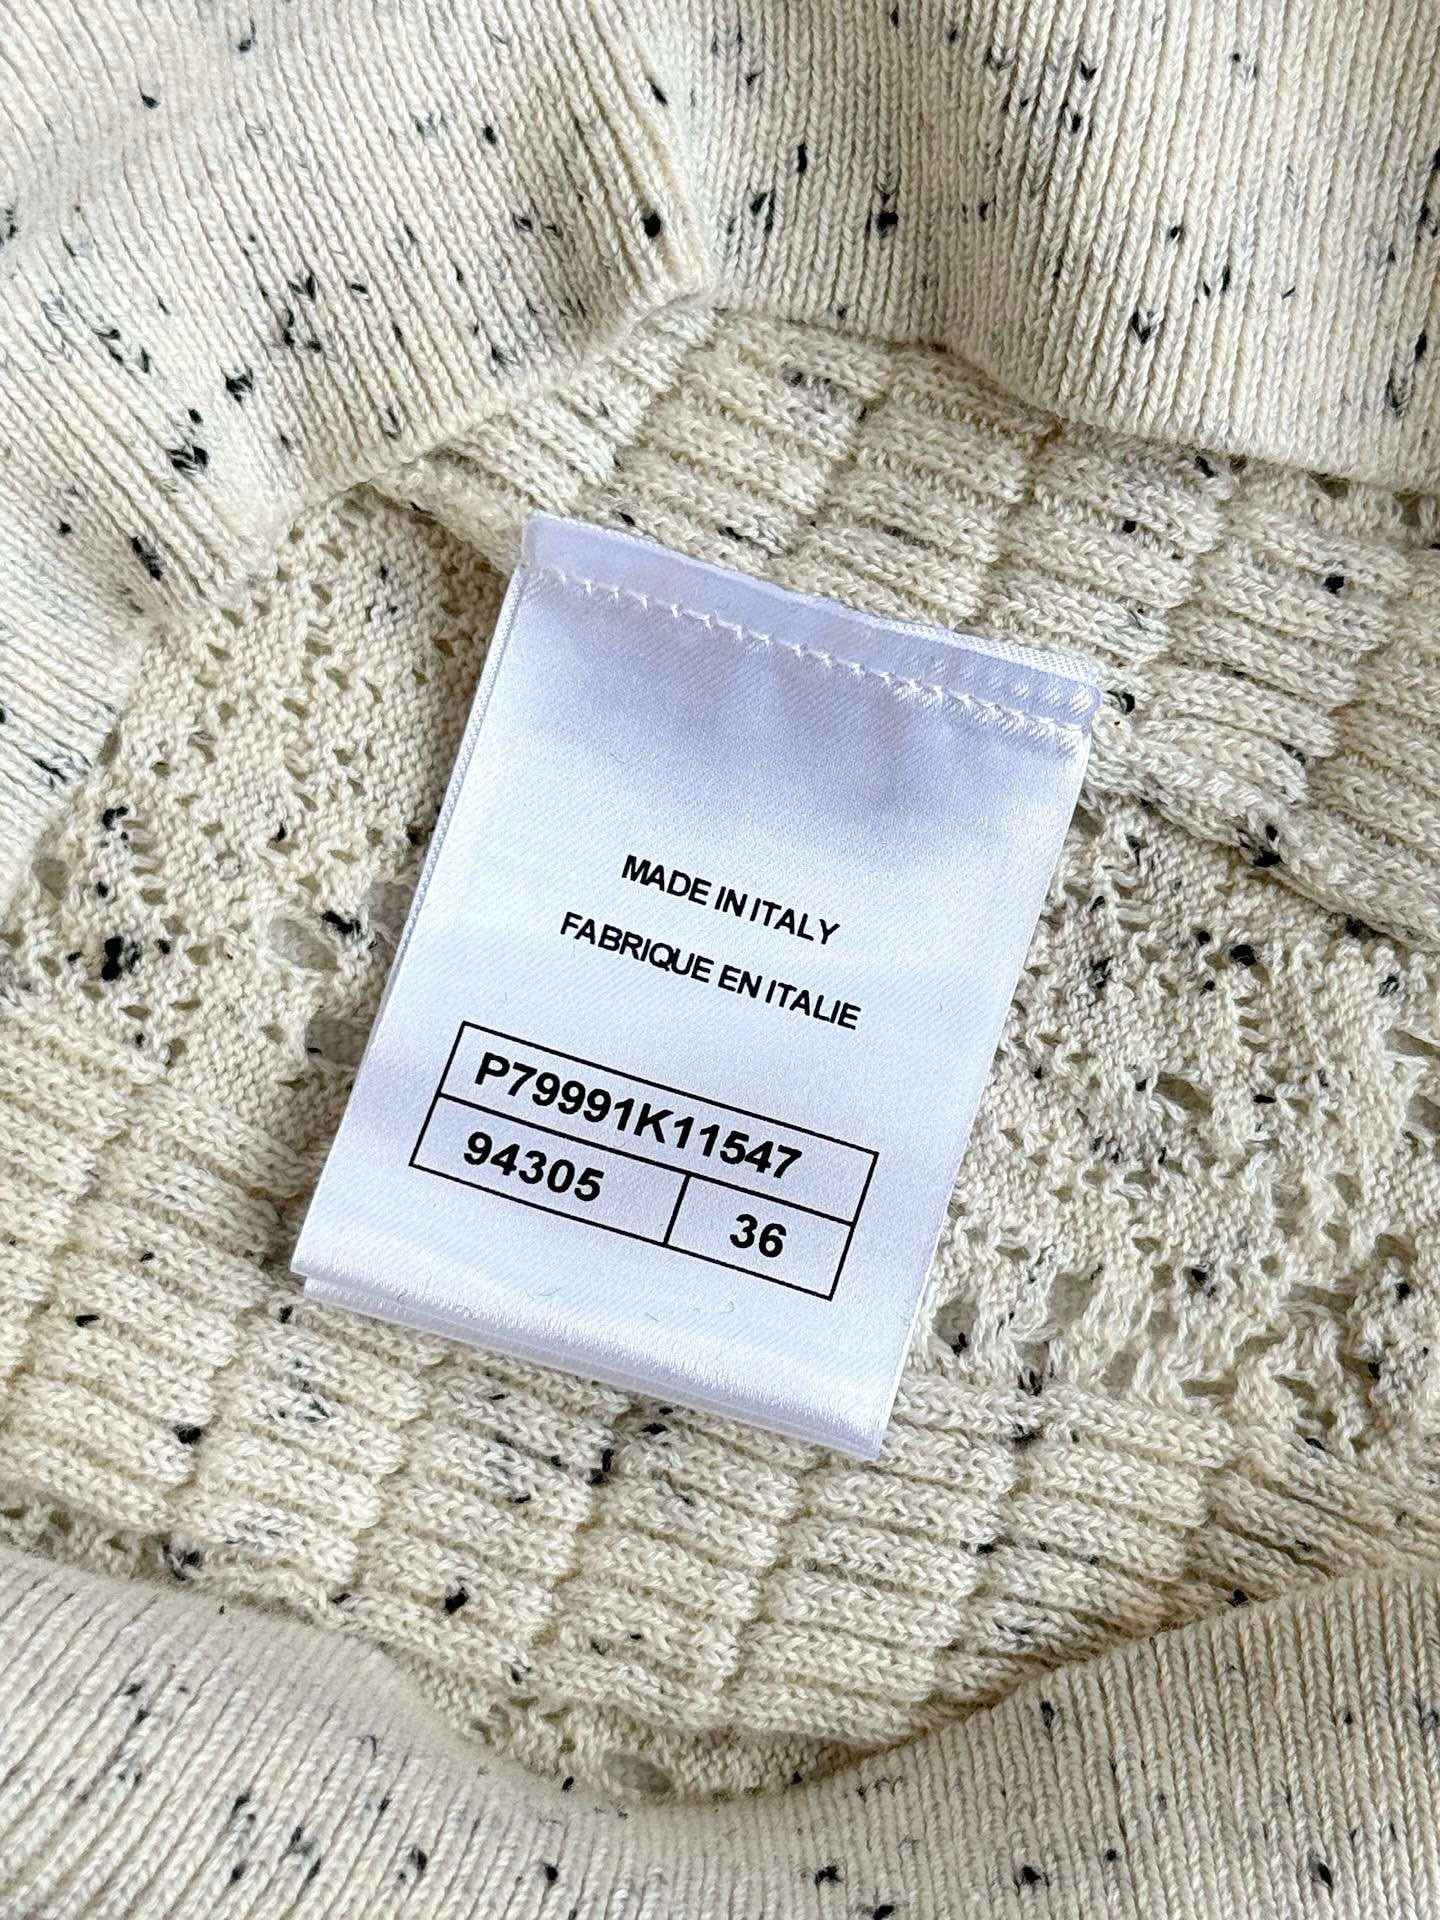 MADE IN ITALY
FABRIQUE EN ITALIE
P79991K11547
94305 36